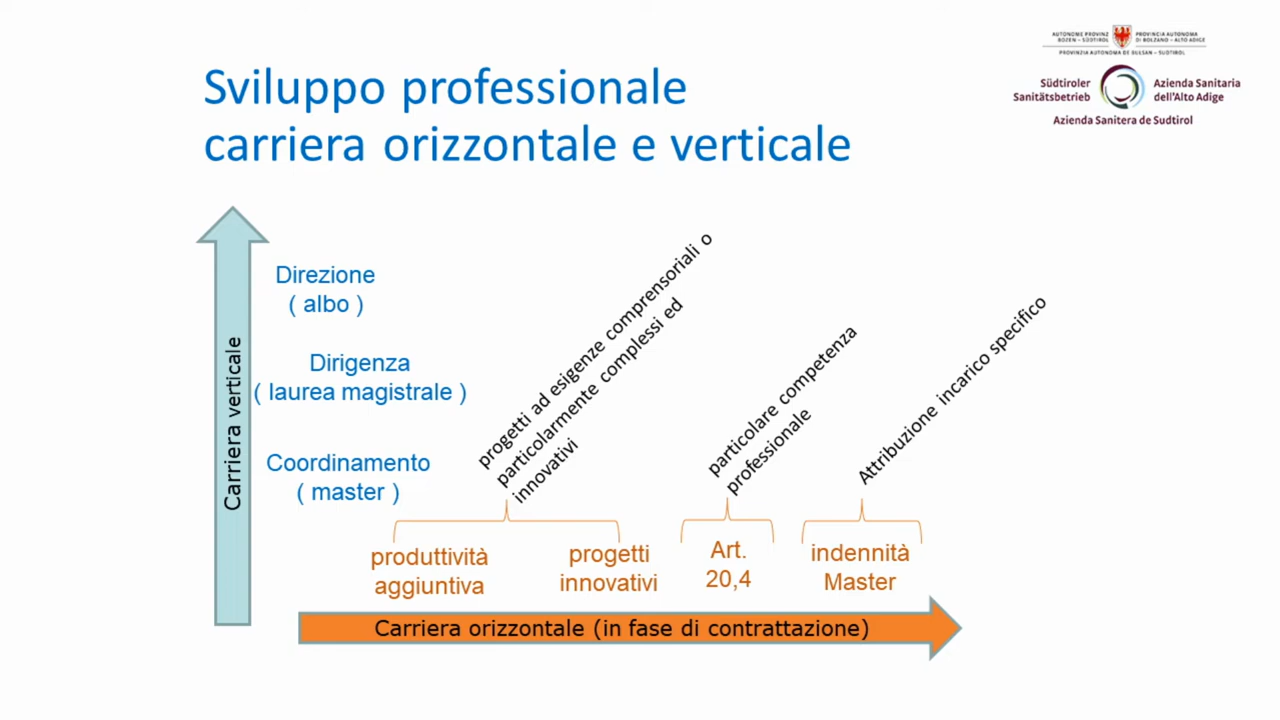 AUTONOME PROVINZ
BOZEN – SÜDTIROL
PROVINCIA AUTONOMA
DI BOLZANO – ALTO ADIGE
PROVINZIA AUTONOMA DE BULSAN – SÜDTIROL
Südtiroler
Sanitätsbetrieb
Azienda Sanitaria
dell'Alto Adige
Azienda Sanitera de Sudtirol
Sviluppo professionale
carriera orizzontale e verticale
Carriera verticale
Direzione
( albo )
Dirigenza
( laurea magistrale )
Coordinamento
( master )
progetti ad esigenze comprensoriali o
particolarmente complessi ed
innovativi
particolare competenza
professionale
Attribuzione incarico specifico
produttività
aggiuntiva
progetti
innovativi
Art.
20,4
indennità
Master
Carriera orizzontale (in fase di contrattazione)